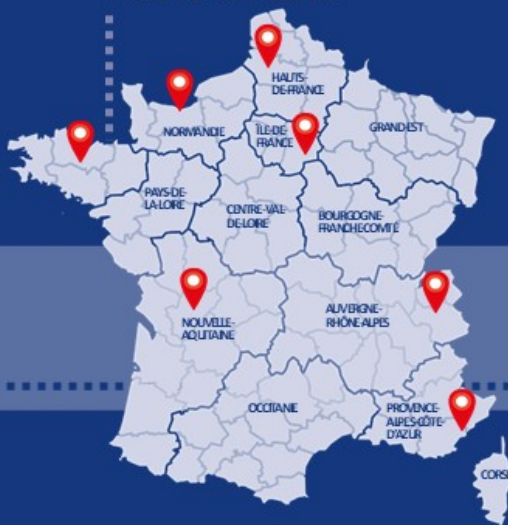 HAUTS-
DE-FRANCE
NORMANDIE
ÎLE-DE-
FRANCE
GRAND-EST
PAYS-DE-
LA-LOIRE
CENTRE-VAL
DE-LOIRE
BOURGOGNE-
FRANCHE COMTÉ
NOUVELLE-
AQUITAINE
AUVERGNE-
RHÔNE-ALPES
OCCITANIE
PROVENCE-
ALPES-CÔTE-
D'AZUR
CORSE